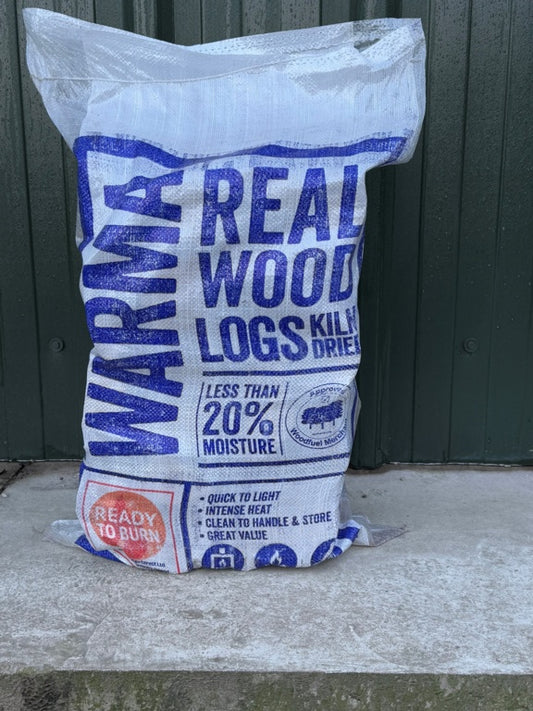 WARMA
REAL
WOOD
LOGS
KILN
DRIED
LESS THAN
20%
MOISTURE
Approved
Woodfuel
READY
TO BURN
• QUICK TO LIGHT
• INTENSE HEAT
• CLEAN TO HANDLE & STORE
• GREAT VALUE